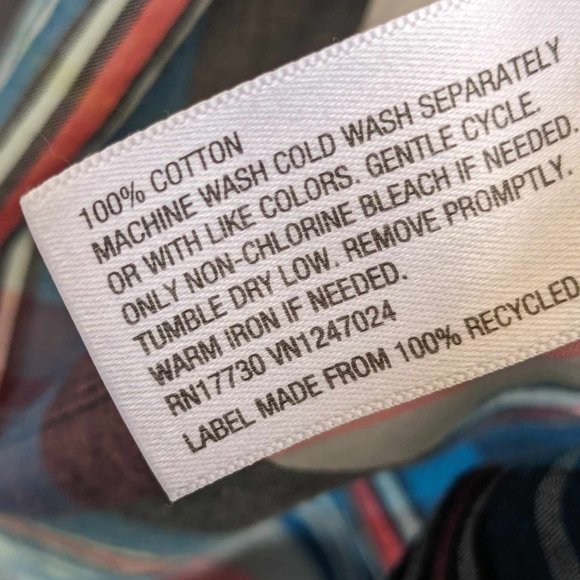 100% COTTON
MACHINE WASH COLD WASH SEPARATELY
OR WITH LIKE COLORS. GENTLE CYCLE.
ONLY NON-CHLORINE BLEACH IF NEEDED.
TUMBLE DRY LOW. REMOVE PROMPTLY.
WARM IRON IF NEEDED.
RN17730 VN1247024
LABEL MADE FROM 100% RECYCLED